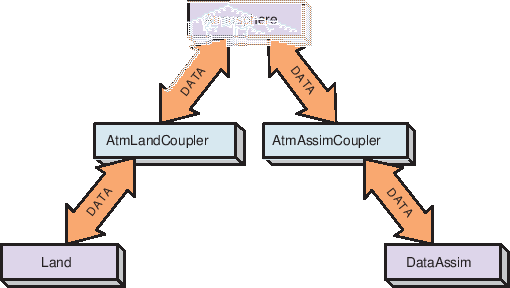 Atmosphere
DATA
DATA
AtmLandCoupler
AtmAssimCoupler
DATA
DATA
Land
DataAssim